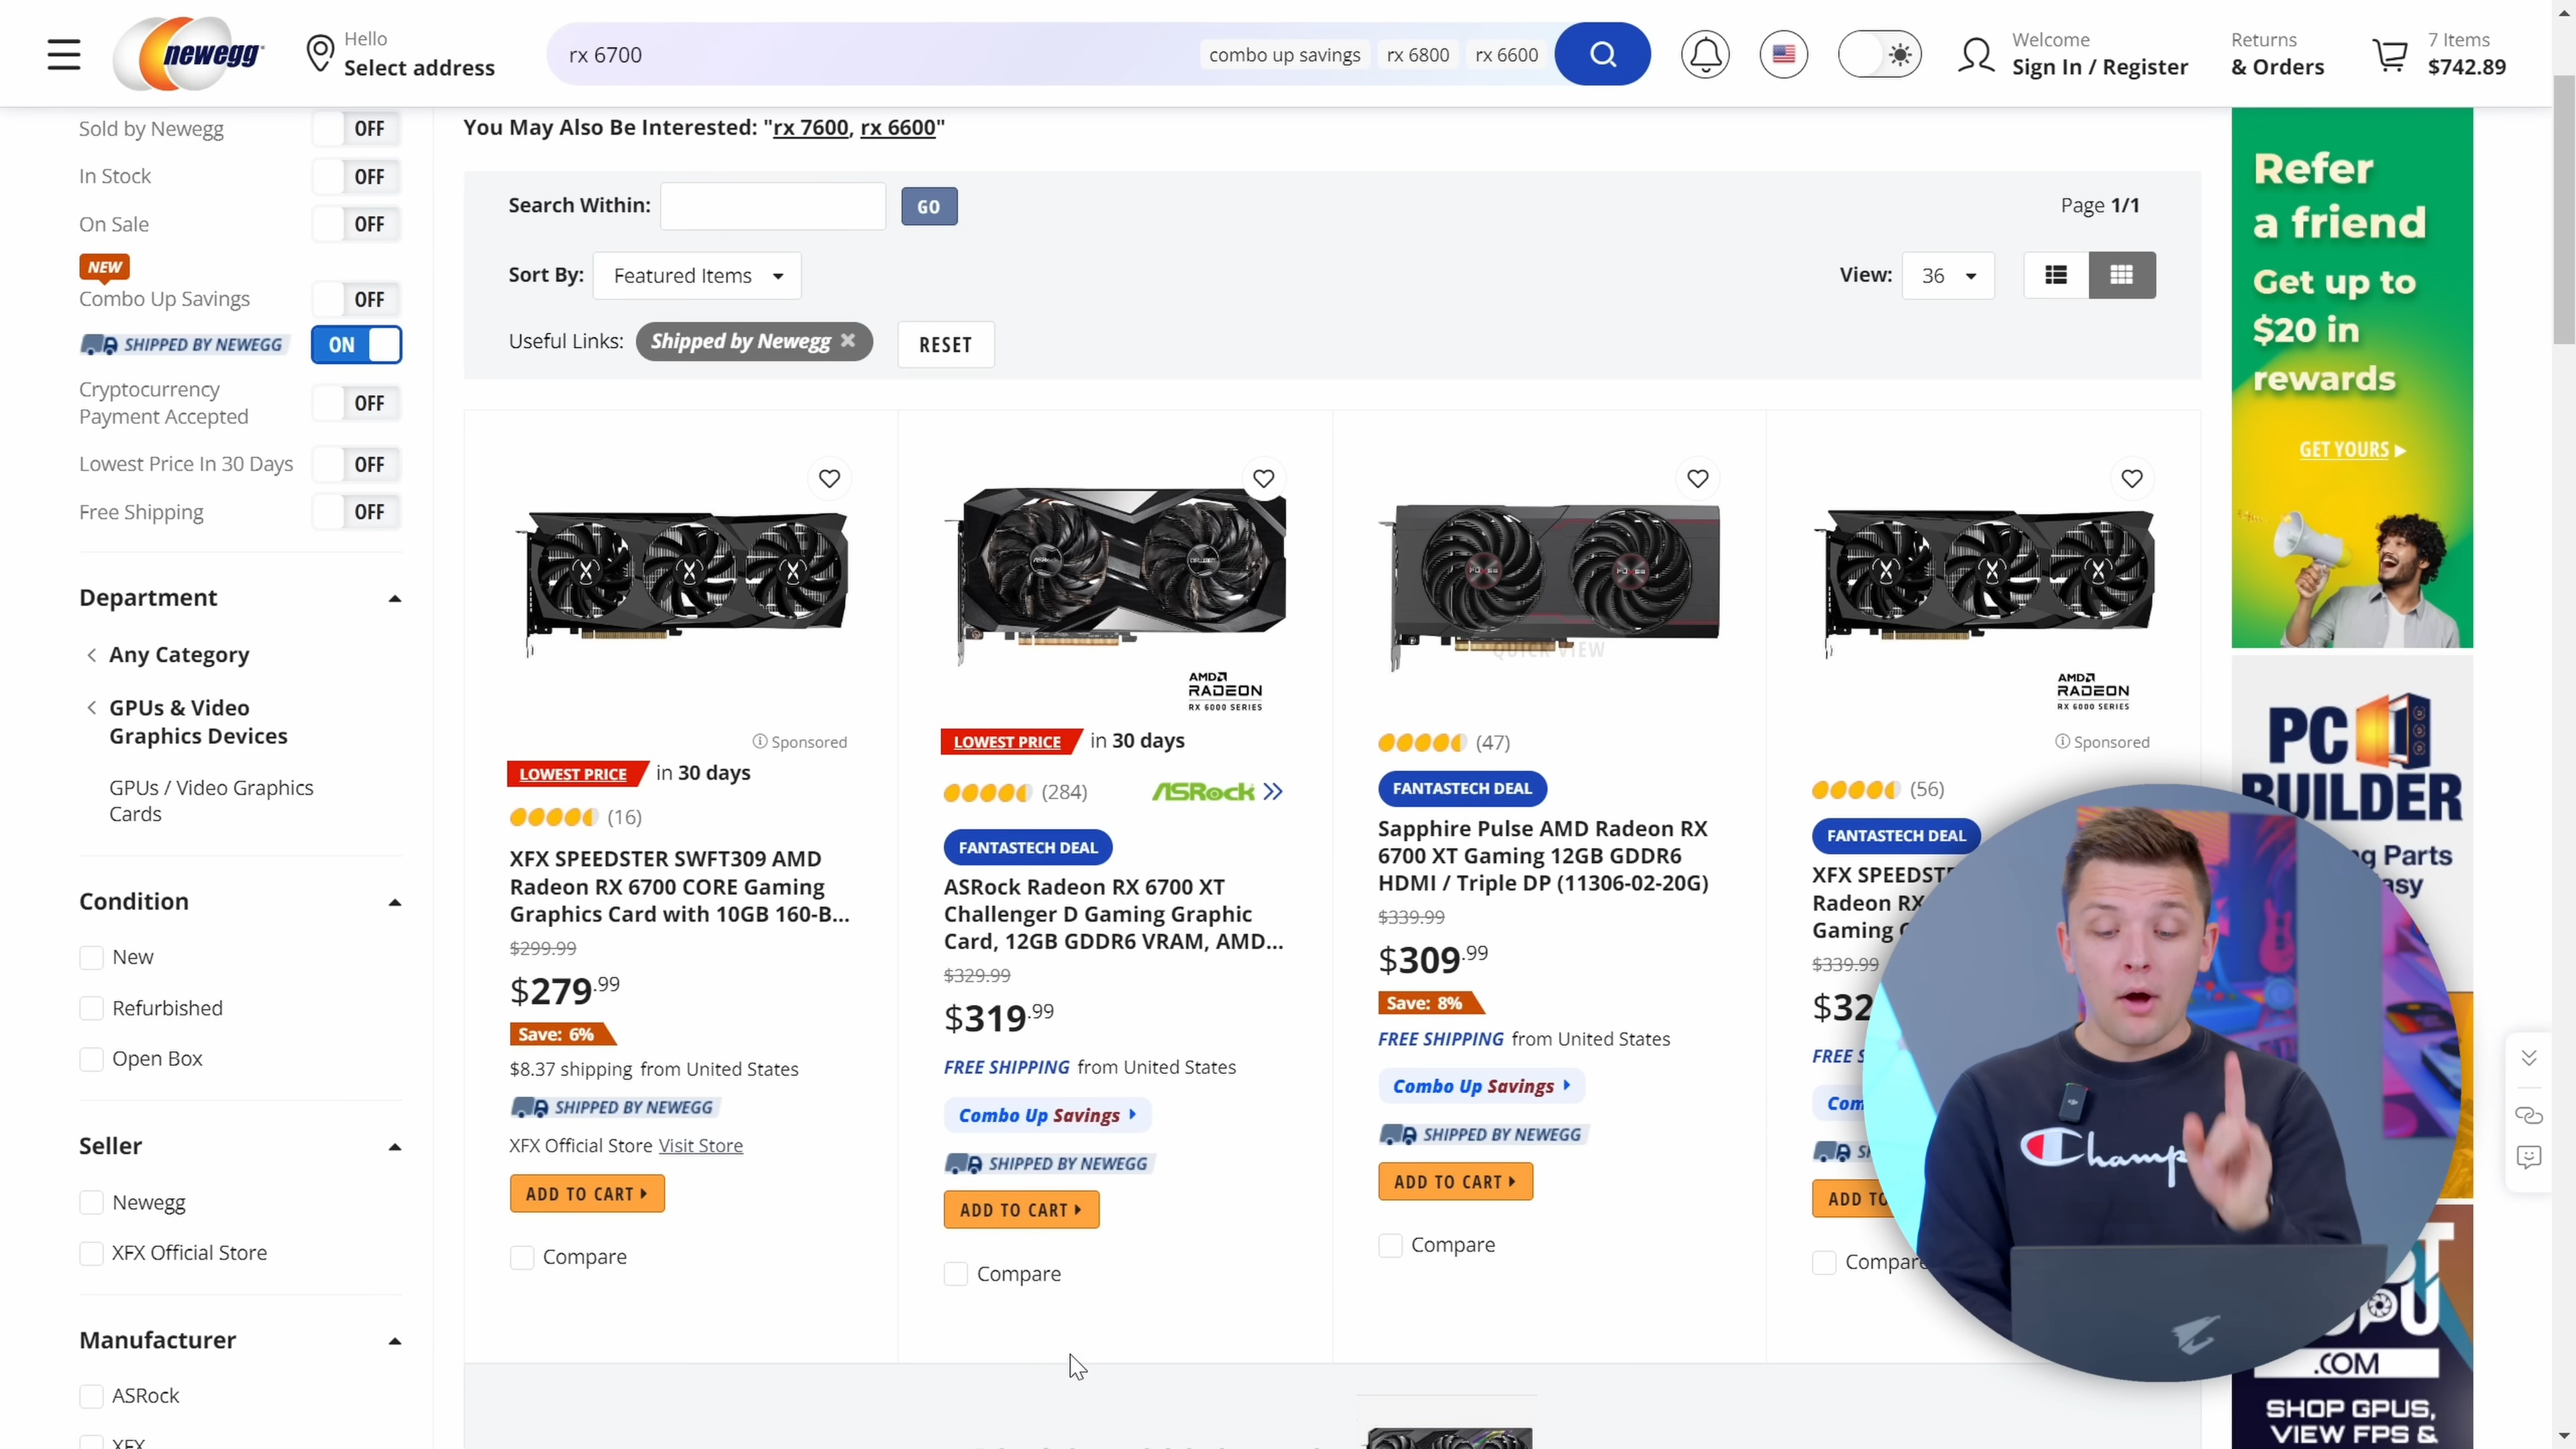 newegg
Hello
Select address
rx 6700
combo up savings
rx 6800
rx 6600
Welcome
Sign In / Register
Returns
& Orders
7 Items
$742.89
Sold by Newegg OFF
In Stock OFF
On Sale OFF
NEW
Combo Up Savings OFF
SHIPPED BY NEWEGG ON
Cryptocurrency
Payment Accepted OFF
Lowest Price In 30 Days OFF
Free Shipping OFF
Department
Any Category
GPUs & Video
Graphics Devices
GPUs / Video Graphics
Cards
Condition
New
Refurbished
Open Box
Seller
Newegg
XFX Official Store
Manufacturer
ASRock
XFX
You May Also Be Interested: "rx 7600, rx 6600"
Search Within: GO
Page 1/1
Sort By: Featured Items
View: 36
Useful Links: Shipped by Newegg RESET
Sponsored
LOWEST PRICE in 30 days
(16)
XFX SPEEDSTER SWFT309 AMD
Radeon RX 6700 CORE Gaming
Graphics Card with 10GB 160-B...
$299.99
$279.99
Save: 6%
$8.37 shipping from United States
SHIPPED BY NEWEGG
XFX Official Store Visit Store
ADD TO CART
Compare
AMD
RADEON
RX 6000 SERIES
LOWEST PRICE in 30 days
(284)
ASRock
FANTASTECH DEAL
ASRock Radeon RX 6700 XT
Challenger D Gaming Graphic
Card, 12GB GDDR6 VRAM, AMD...
$329.99
$319.99
FREE SHIPPING from United States
Combo Up Savings
SHIPPED BY NEWEGG
ADD TO CART
Compare
QUICK VIEW
(47)
FANTASTECH DEAL
Sapphire Pulse AMD Radeon RX
6700 XT Gaming 12GB GDDR6
HDMI / Triple DP (11306-02-20G)
$339.99
$309.99
Save: 8%
FREE SHIPPING from United States
Combo Up Savings
SHIPPED BY NEWEGG
ADD TO CART
Compare
AMD
RADEON
RX 6000 SERIES
Sponsored
(56)
FANTASTECH DEAL
XFX SPEEDST
Radeon RX
Gaming
$339.99
$32
FREE S
Com
ADD TO
Compare
Refer
a friend
Get up to
$20 in
rewards
GET YOURS
PC
BUILDER
Parts
asy
Champ
.COM
SHOP GPUS,
VIEW FPS &